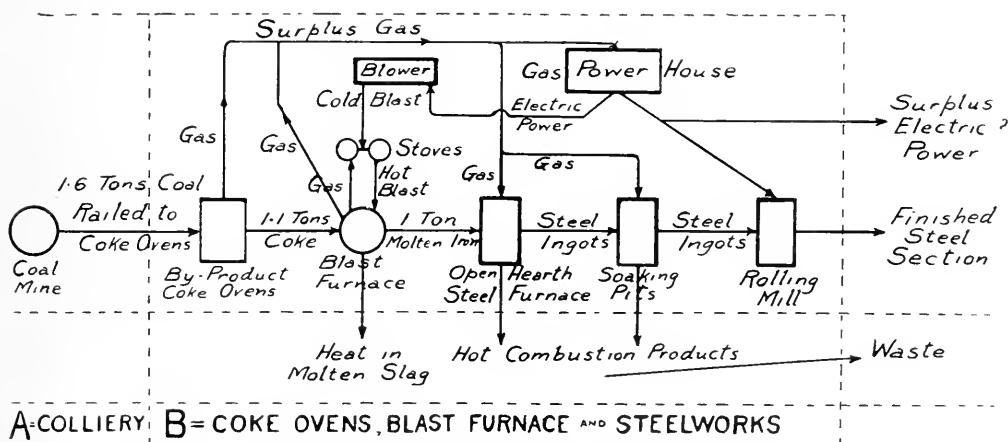 Surplus Gas
Blower
Gas Power House
Cold Blast
Electric
Power
Surplus
Electric ?
Power
Gas
Gas
Stoves
Gas
Hot
Blast
Gas
Gas
1.6 Tons Coal
Railed to
Coke Ovens
1.1 Tons
Coke
1 Ton
Molten Iron
Steel
Ingots
Steel
Ingots
Finished
Steel
Section
Coal
Mine
By-Product
Coke Ovens
Blast
Furnace
Open Hearth
Steel Furnace
Soaking
Pits
Rolling
Mill
Heat in
Molten Slag
Hot Combustion Products
Waste
A=COLLIERY
B=COKE OVENS, BLAST FURNACE AND STEELWORKS